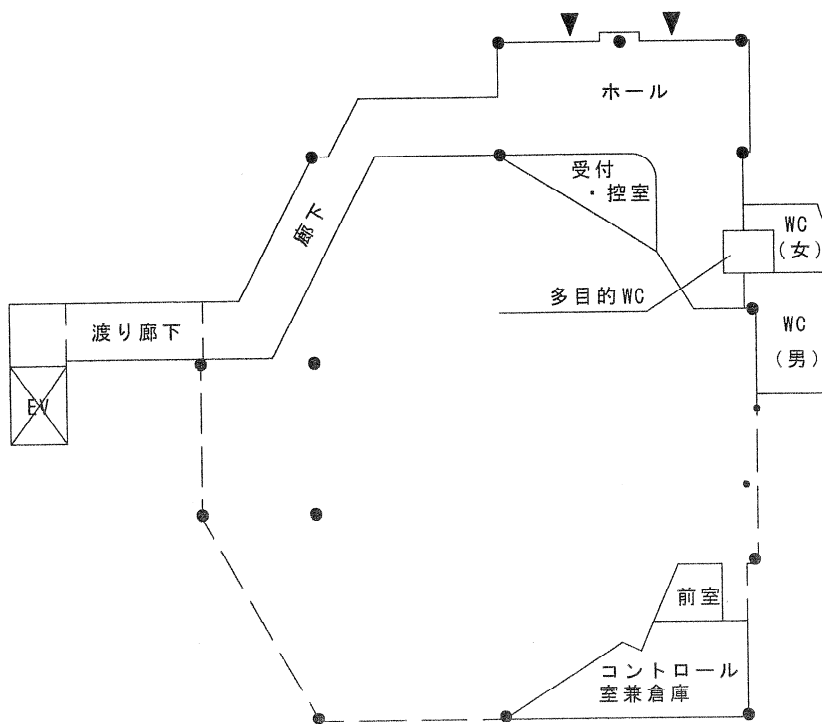 ホール
受付
・控室
WC
(女)
廊下
多目的WC
渡り廊下
WC
(男)
EV
前室
コントロール
室兼倉庫